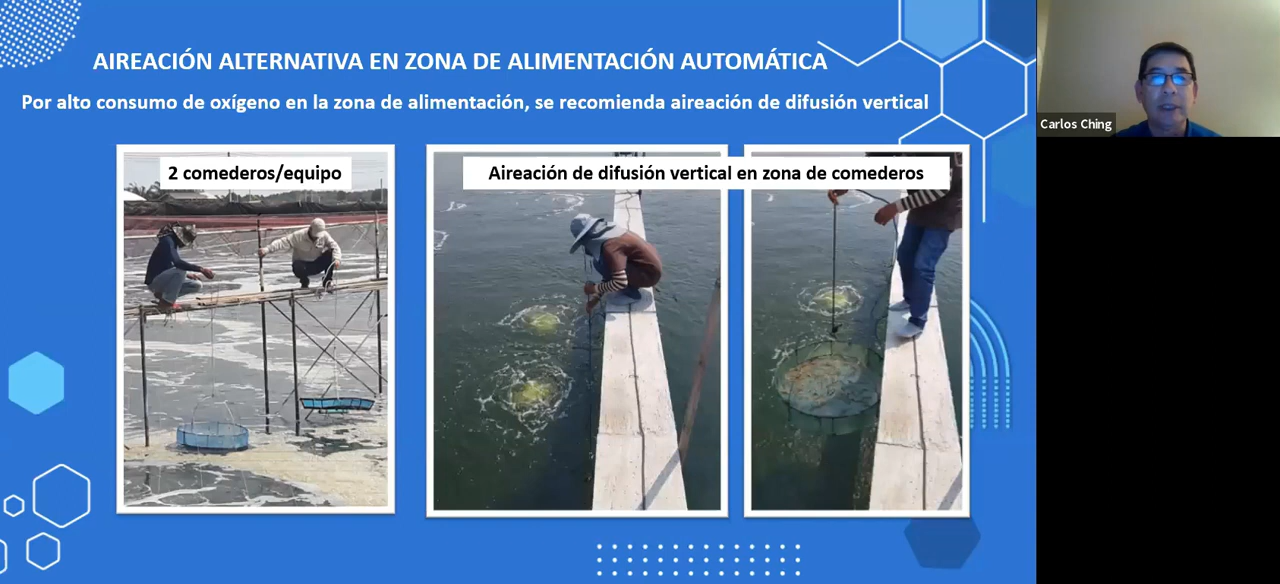 AIREACIÓN ALTERNATIVA EN ZONA DE ALIMENTACIÓN AUTOMÁTICA
Por alto consumo de oxígeno en la zona de alimentación, se recomienda aireación de difusión vertical
2 comederos/equipo
Aireación de difusión vertical en zona de comederos
Carlos Ching